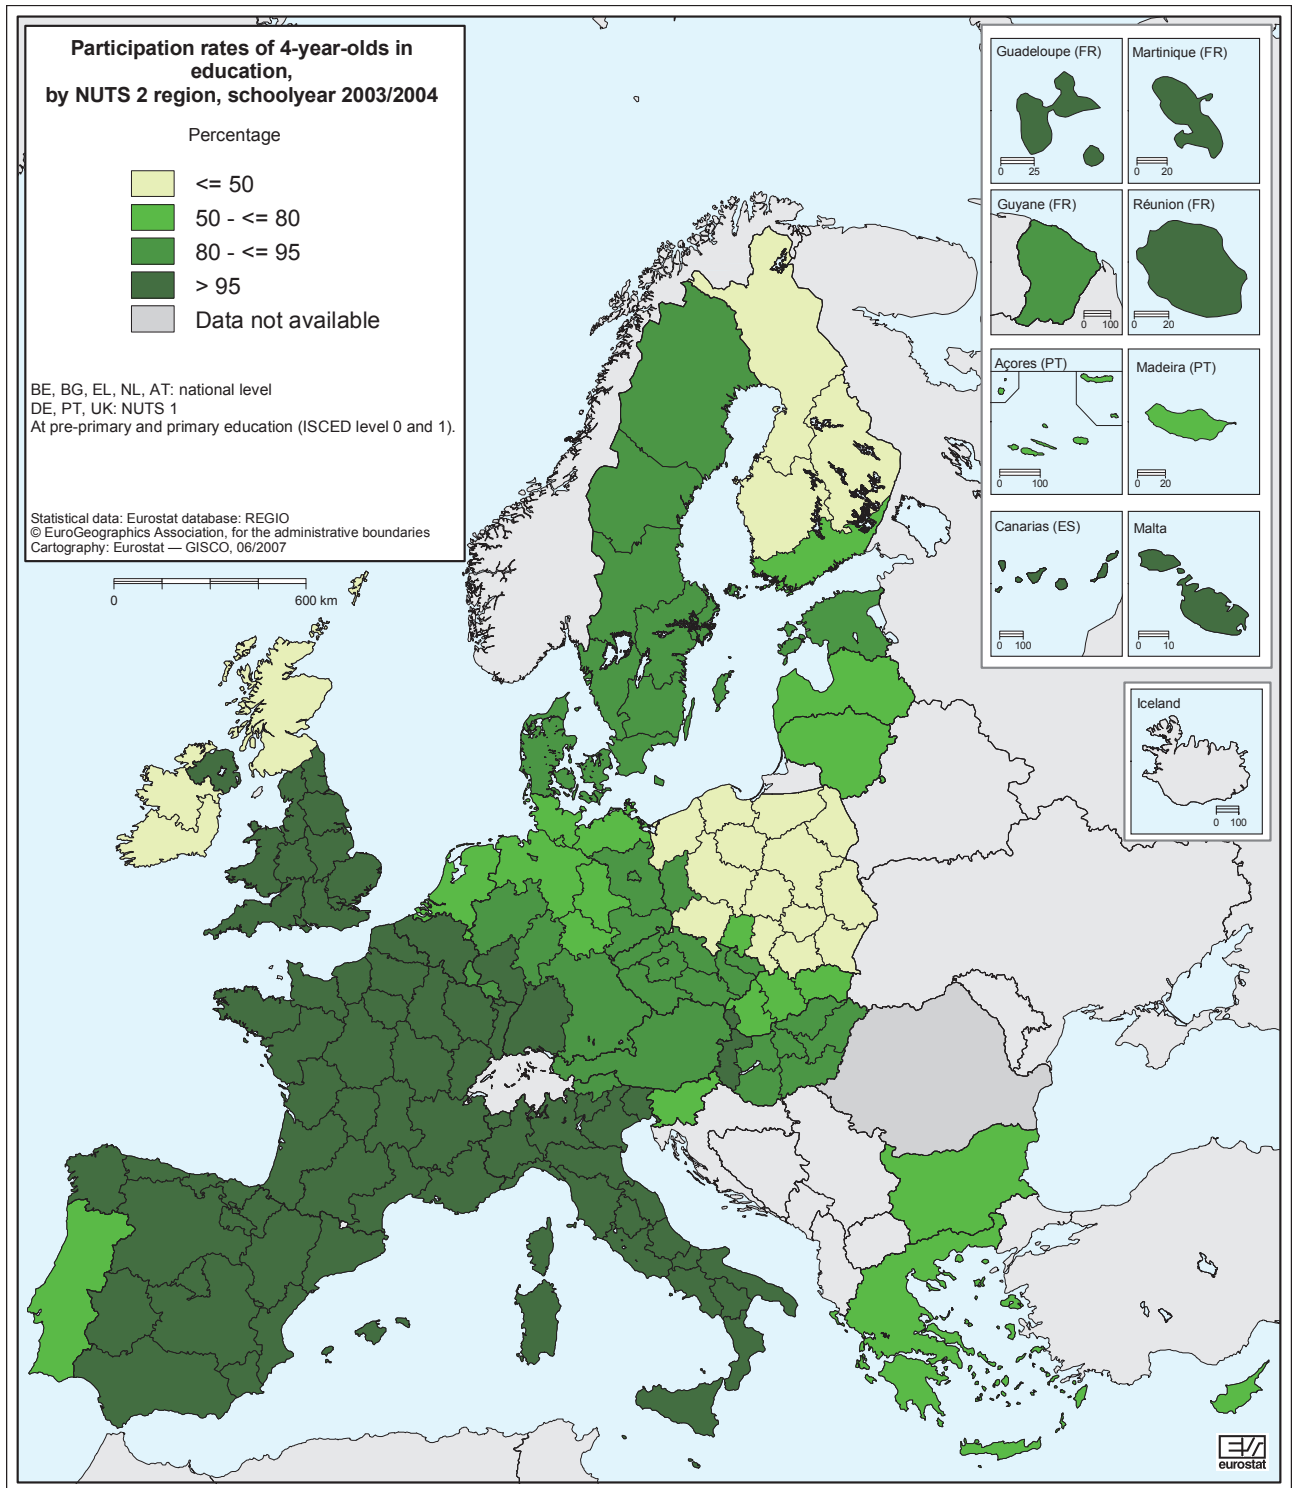 Participation rates of 4-year-olds in
education,
by NUTS 2 region, schoolyear 2003/2004
Percentage
<= 50
50 - <= 80
80 - <= 95
> 95
Data not available
BE, BG, EL, NL, AT: national level
DE, PT, UK: NUTS 1
At pre-primary and primary education (ISCED level 0 and 1).
Statistical data: Eurostat database: REGIO
© EuroGeographics Association, for the administrative boundaries
Cartography: Eurostat — GISCO, 06/2007
0 600 km
Guadeloupe (FR)
0 25
Martinique (FR)
0 20
Guyane (FR)
0 100
Réunion (FR)
0 20
Açores (PT)
0 100
Madeira (PT)
0 20
Canarias (ES)
0 100
Malta
0 10
Iceland
0 100
eurostat